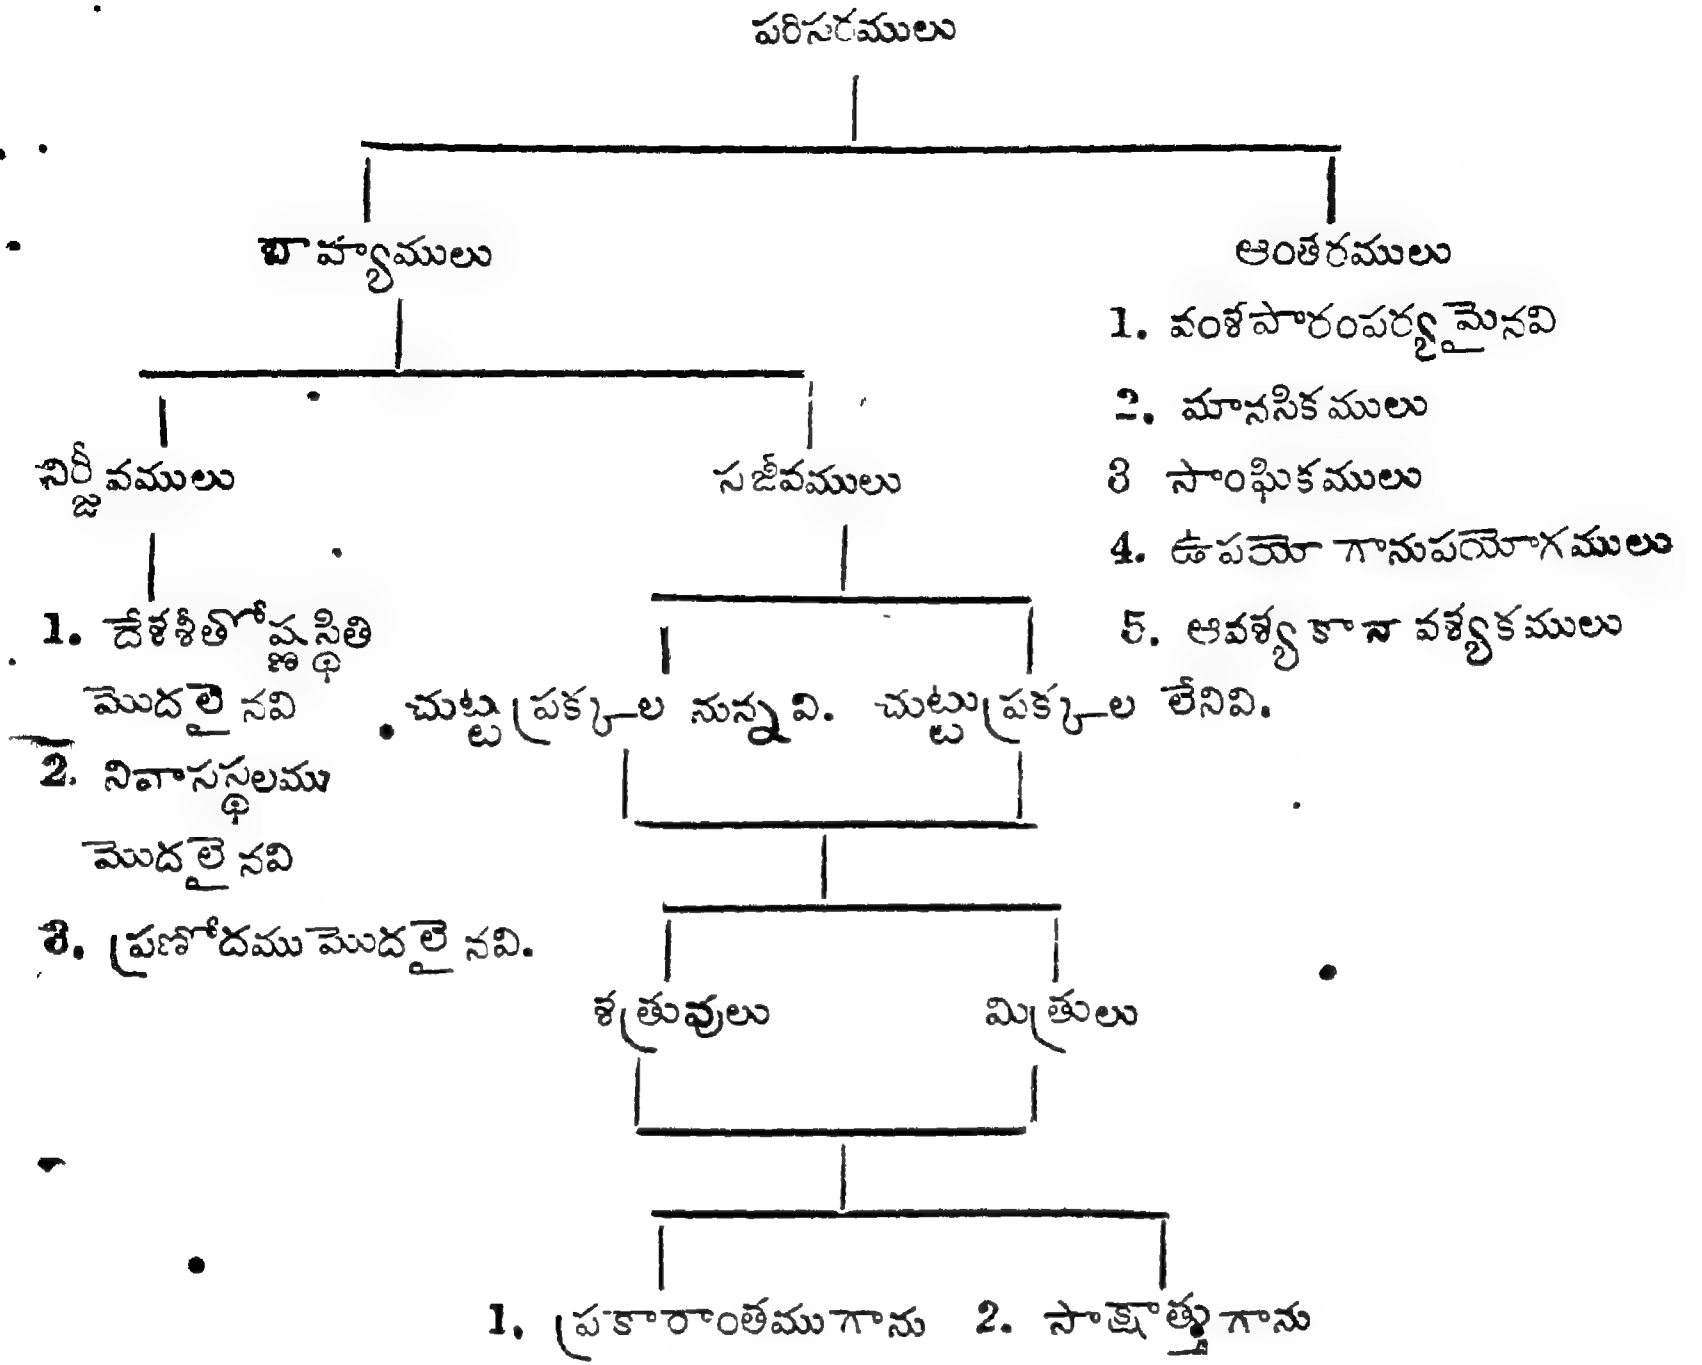 పరిసరములు
బాహ్యములు
ఆంతరములు
1. వంశపారంపర్యమైనవి
2. మానసికములు
3 సాంఘికములు
4. ఉపయోగానుపయోగములు
5. ఆవశ్యకానావశ్యకములు
నిర్జీవములు
సజీవములు
1. దేశశీతోష్ణస్థితి
మొదలైనవి
2. నివాసస్థలము
మొదలైనవి
3. ప్రణోదము మొదలైనవి.
చుట్టుప్రక్కల నున్నవి.
చుట్టుప్రక్కల లేనివి.
శత్రువులు
మిత్రులు
1. ప్రకారాంతముగాను
2. సాక్షాత్తుగాను